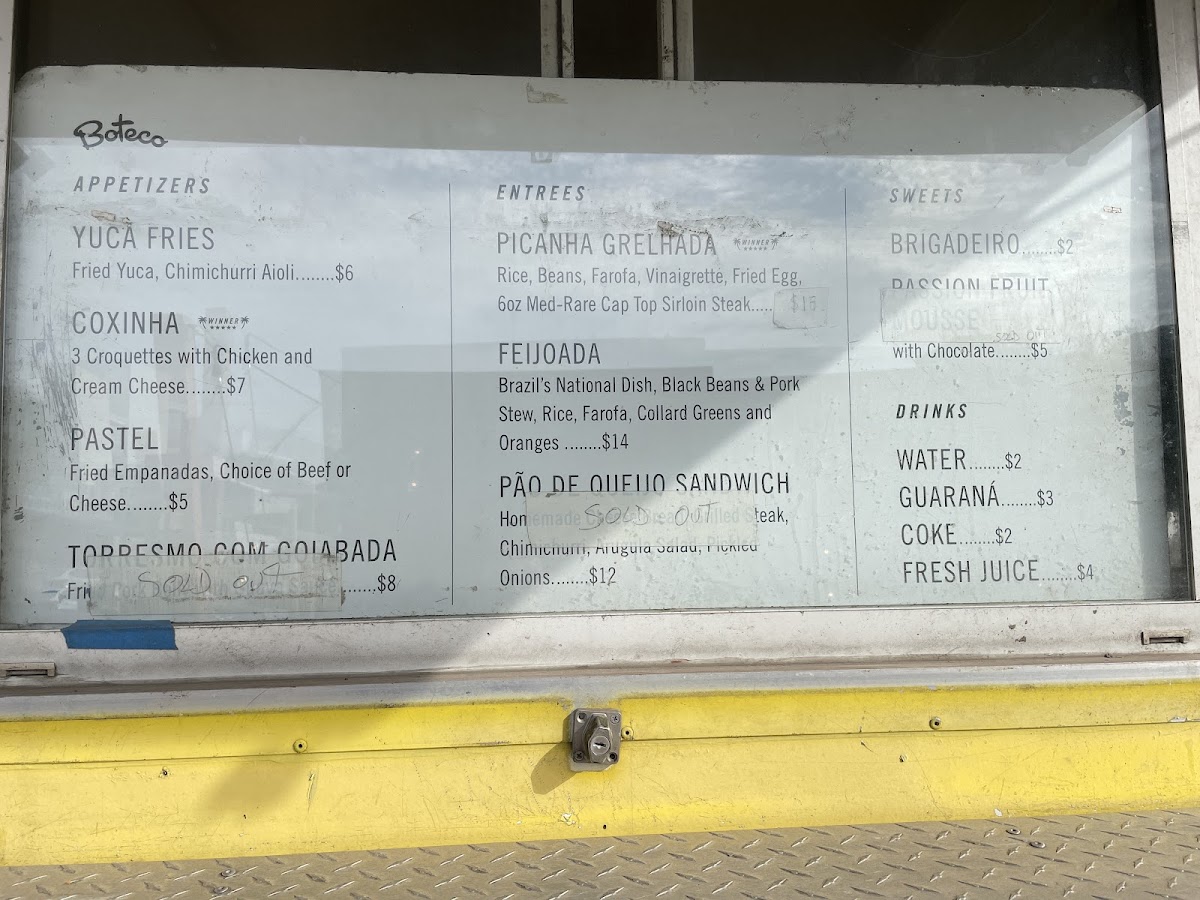 Boteco
APPETIZERS
YUCA FRIES
Fried Yuca, Chimichurri Aioli........$6
COXINHA WINNER
3 Croquettes with Chicken and
Cream Cheese........$7
PASTEL
Fried Empanadas, Choice of Beef or
Cheese........$5
TORRESMO COM GOIABADA
SOLD OUT
$8
ENTREES
PICANHA GRELHADA WINNER
Rice, Beans, Farofa, Vinaigrette, Fried Egg,
6oz Med-Rare Cap Top Sirloin Steak.....
FEIJOADA
Brazil's National Dish, Black Beans & Pork
Stew, Rice, Farofa, Collard Greens and
Oranges ........$14
PÃO DE QUEIJO SANDWICH
Homemade Steak,
SOLD OUT
Chimichurri, Arugula Salad, Pickled
Onions........$12
SWEETS
BRIGADEIRO........$2
PASSION FRUIT
MOUSSE
SOLD OUT
with Chocolate........$5
DRINKS
WATER........$2
GUARANÁ........$3
COKE........$2
FRESH JUICE........$4